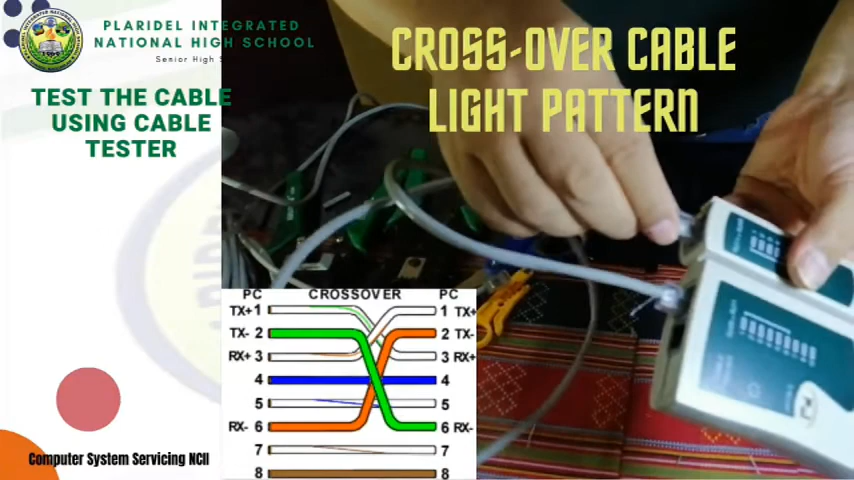 PLARIDEL INTEGRATED
NATIONAL HIGH SCHOOL
Senior High
TEST THE CABLE
USING CABLE
TESTER
CROSS-OVER CABLE
LIGHT PATTERN
PC CROSSOVER PC
TX+ 1 1 TX+
TX- 2 2 TX-
RX+ 3 3 RX+
4 4
5 5
RX- 6 6 RX-
7 7
8 8
Computer System Servicing NCII